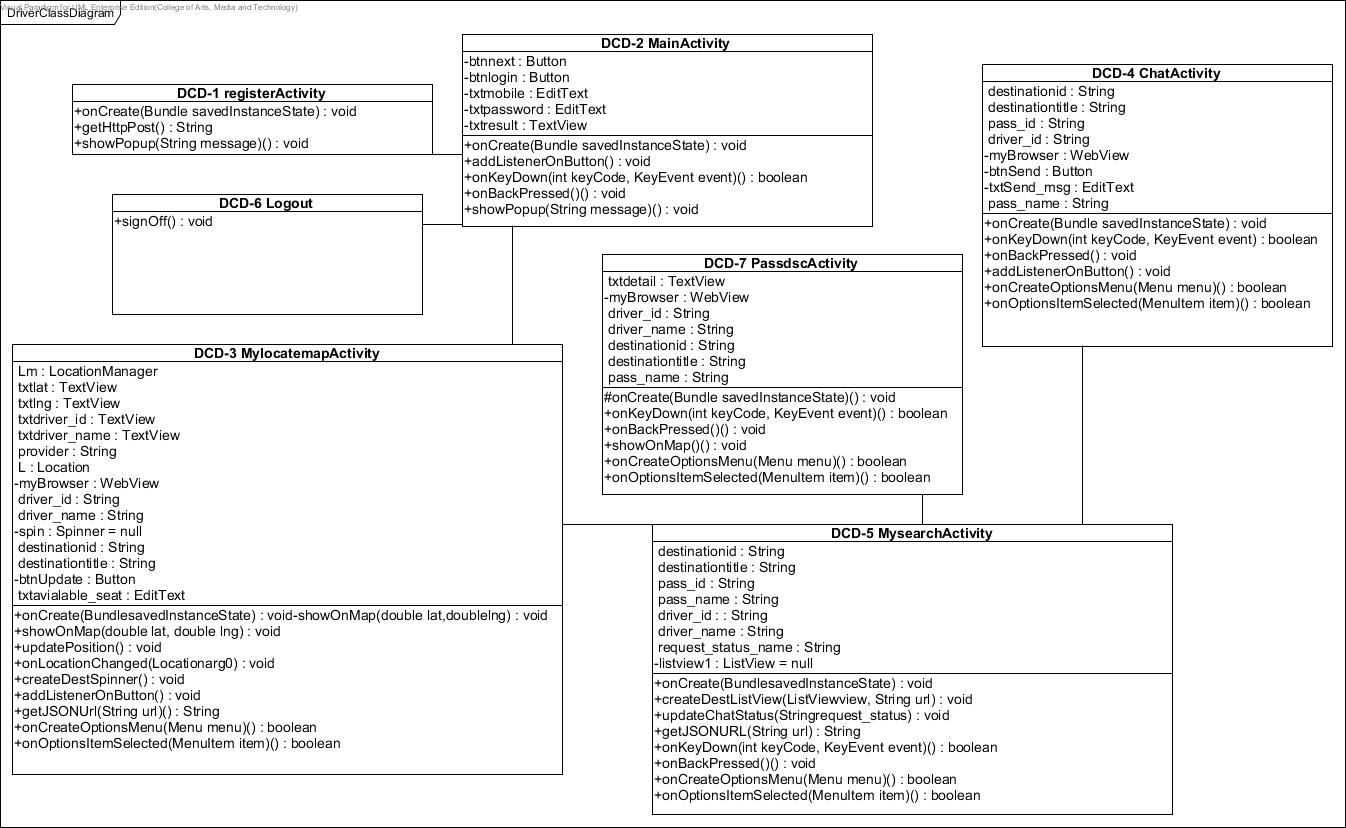 Visual Paradigm for UML Enterprise Edition(College of Arts, Media and Technology)
DriverClassDiagram
DCD-1 registerActivity
+onCreate(Bundle savedInstanceState) : void
+getHttpPost() : String
+showPopup(String message)() : void
DCD-2 MainActivity
-btnnext : Button
-btnlogin : Button
-txtmobile : EditText
-txtpassword : EditText
-txtresult : TextView
+onCreate(Bundle savedInstanceState) : void
+addListenerOnButton() : void
+onKeyDown(int keyCode, KeyEvent event)() : boolean
+onBackPressed()() : void
+showPopup(String message)() : void
DCD-4 ChatActivity
destinationid : String
destinationtitle : String
pass_id : String
driver_id : String
-myBrowser : WebView
-btnSend : Button
-txtSend_msg : EditText
pass_name : String
+onCreate(Bundle savedInstanceState) : void
+onKeyDown(int keyCode, KeyEvent event) : boolean
+onBackPressed() : void
+addListenerOnButton() : void
+onCreateOptionsMenu(Menu menu)() : boolean
+onOptionsItemSelected(MenuItem item)() : boolean
DCD-6 Logout
+signOff() : void
DCD-7 PassdscActivity
txtdetail : TextView
-myBrowser : WebView
driver_id : String
driver_name : String
destinationid : String
destinationtitle : String
pass_name : String
#onCreate(Bundle savedInstanceState)() : void
+onKeyDown(int keyCode, KeyEvent event)() : boolean
+onBackPressed()() : void
+showOnMap()() : void
+onCreateOptionsMenu(Menu menu)() : boolean
+onOptionsItemSelected(MenuItem item)() : boolean
DCD-3 MylocatemapActivity
Lm : LocationManager
txtlat : TextView
txtlng : TextView
txtdriver_id : TextView
txtdriver_name : TextView
provider : String
L : Location
-myBrowser : WebView
driver_id : String
driver_name : String
-spin : Spinner = null
destinationid : String
destinationtitle : String
-btnUpdate : Button
txtavialable_seat : EditText
+onCreate(BundlesavedInstanceState) : void-showOnMap(double lat,doublelng) : void
+showOnMap(double lat, double lng) : void
+updatePosition() : void
+onLocationChanged(Locationarg0) : void
+createDestSpinner() : void
+addListenerOnButton() : void
+getJSONUrl(String url)() : String
+onCreateOptionsMenu(Menu menu)() : boolean
+onOptionsItemSelected(MenuItem item)() : boolean
DCD-5 MysearchActivity
destinationid : String
destinationtitle : String
pass_id : String
pass_name : String
driver_id : : String
driver_name : String
request_status_name : String
-listview1 : ListView = null
+onCreate(BundlesavedInstanceState) : void
+createDestListView(ListViewview, String url) : void
+updateChatStatus(Stringrequest_status) : void
+getJSONURL(String url) : String
+onKeyDown(int keyCode, KeyEvent event)() : boolean
+onBackPressed()() : void
+onCreateOptionsMenu(Menu menu)() : boolean
+onOptionsItemSelected(MenuItem item)() : boolean